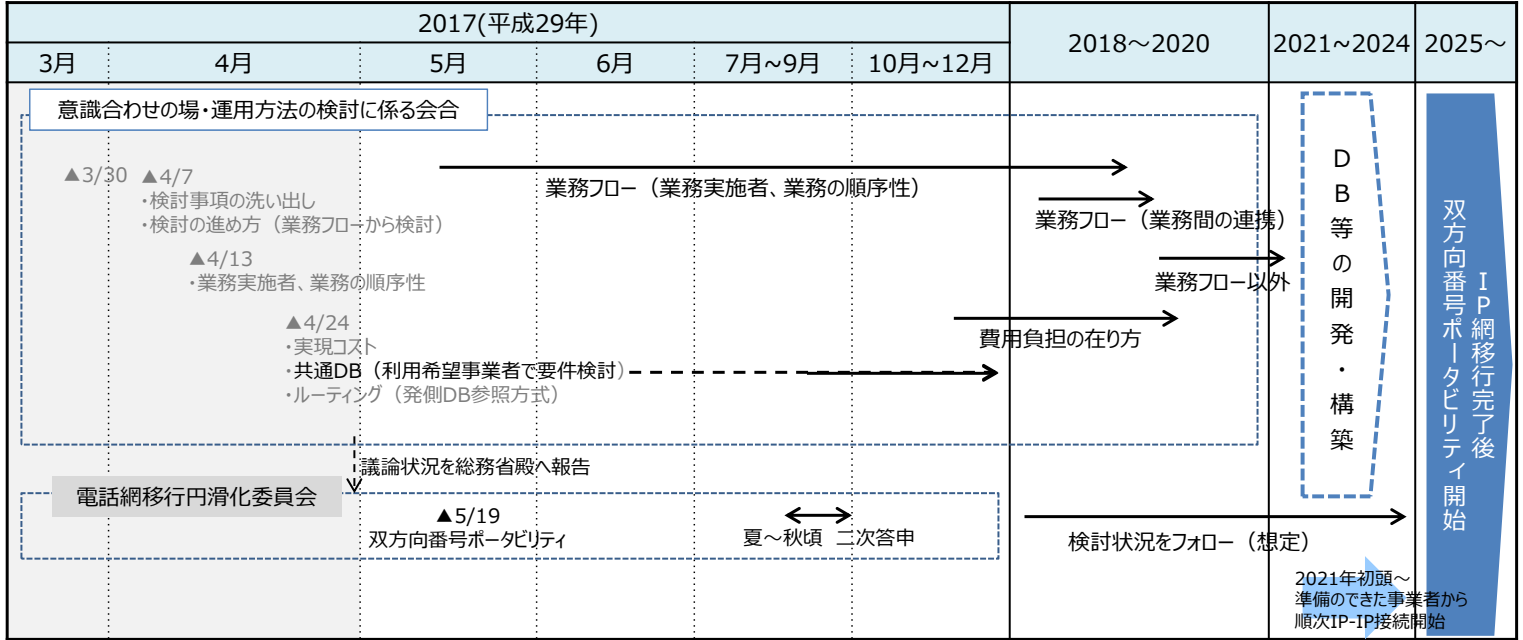 2017(平成29年)
2018～2020
2021~2024
2025～
3月
4月
5月
6月
7月~9月
10月~12月
意識合わせの場・運用方法の検討に係る会合
▲3/30
▲4/7
・検討事項の洗い出し
・検討の進め方（業務フローから検討）
▲4/13
・業務実施者、業務の順序性
▲4/24
・実現コスト
・共通DB（利用希望事業者で要件検討）
・ルーティング（発側DB参照方式）
業務フロー（業務実施者、業務の順序性）
業務フロー（業務間の連携）
業務フロー以外
費用負担の在り方
議論状況を総務省殿へ報告
電話網移行円滑化委員会
▲5/19
双方向番号ポータビリティ
夏～秋頃 二次答申
検討状況をフォロー（想定）
2021年初頭～
準備のできた事業者から
順次IP-IP接続開始
DB等の開発・構築
IP網移行完了後
双方向番号ポータビリティ開始